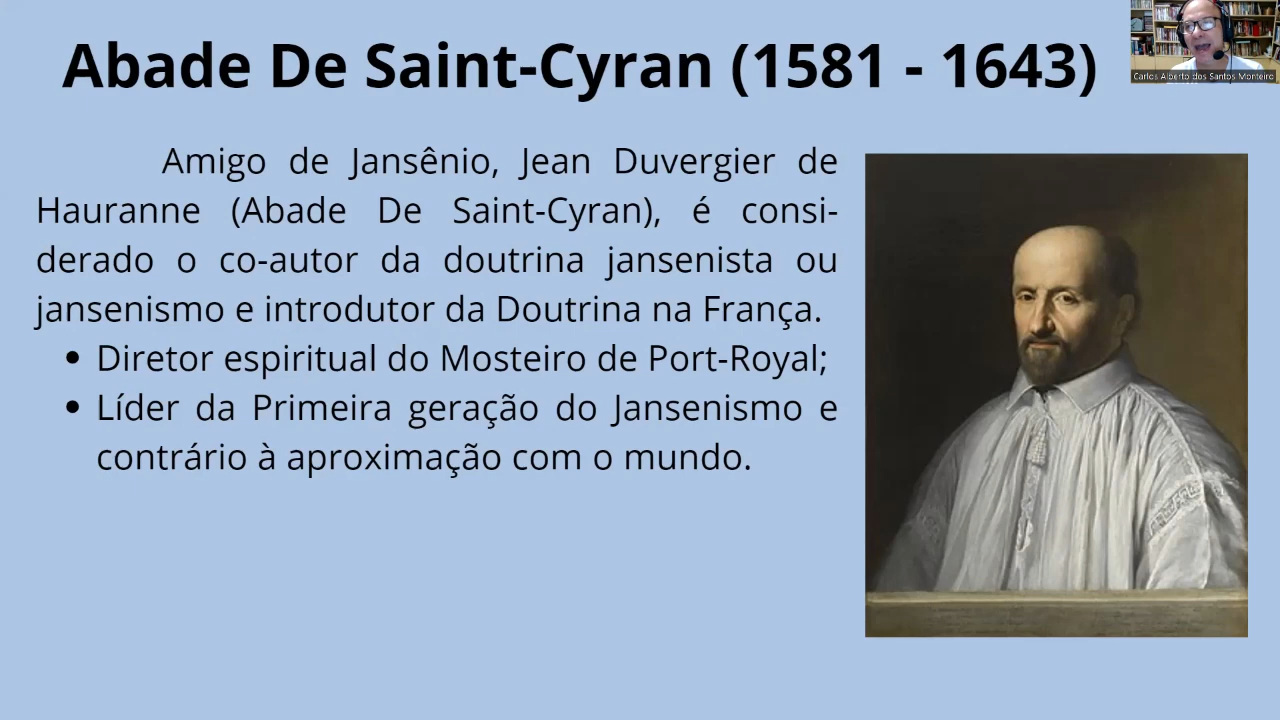 Abade De Saint-Cyran (1581 - 1643)
Carlos Alberto dos Santos Monteiro
Amigo de Jansênio, Jean Duvergier de
Hauranne (Abade De Saint-Cyran), é consi-
derado o co-autor da doutrina jansenista ou
jansenismo e introdutor da Doutrina na França.
• Diretor espiritual do Mosteiro de Port-Royal;
• Líder da Primeira geração do Jansenismo e
contrário à aproximação com o mundo.